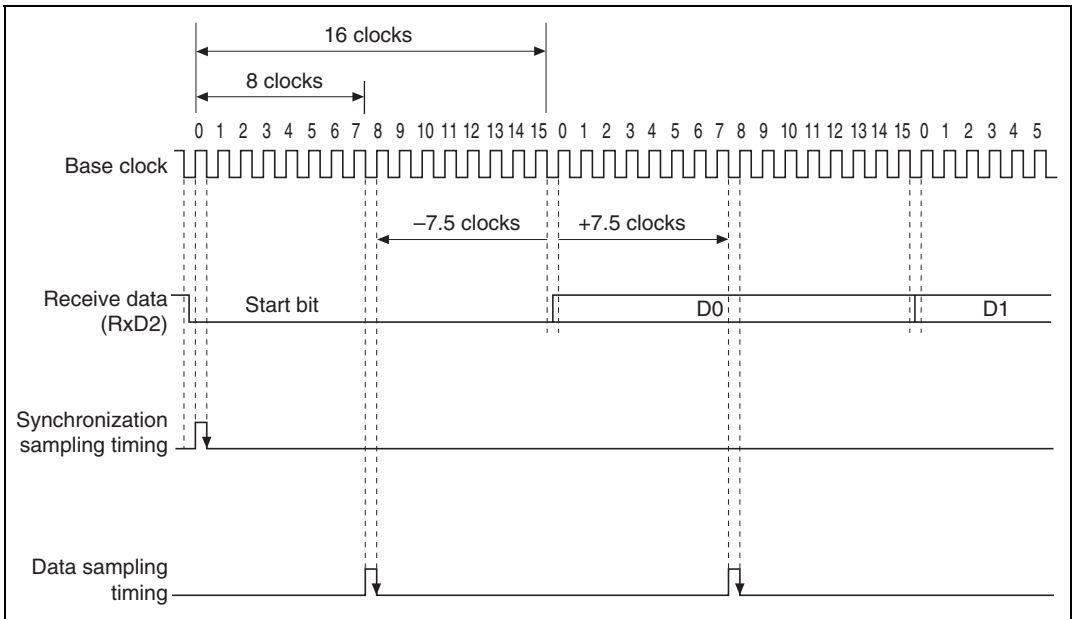 16 clocks
8 clocks
0 1 2 3 4 5 6 7 8 9 10 11 12 13 14 15 0 1 2 3 4 5 6 7 8 9 10 11 12 13 14 15 0 1 2 3 4 5
Base clock
–7.5 clocks
+7.5 clocks
Receive data
(RxD2)
Start bit
D0
D1
Synchronization
sampling timing
Data sampling
timing